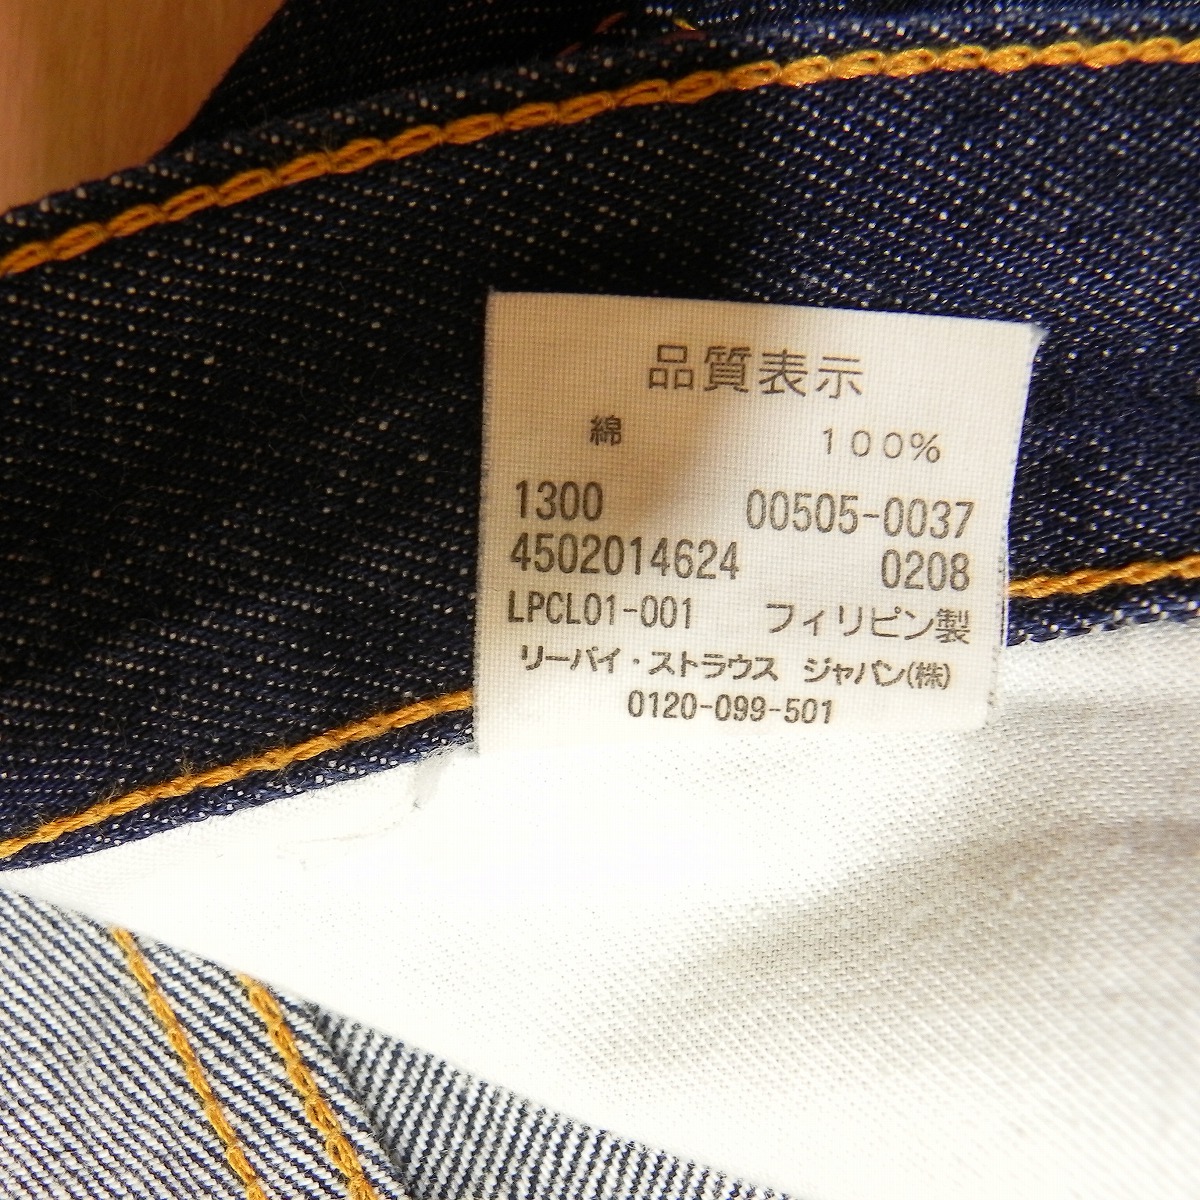 品質表示
綿 100%
1300 00505-0037
4502014624 0208
LPCL01-001 フィリピン製
リーバイ・ストラウス ジャパン(株)
0120-099-501